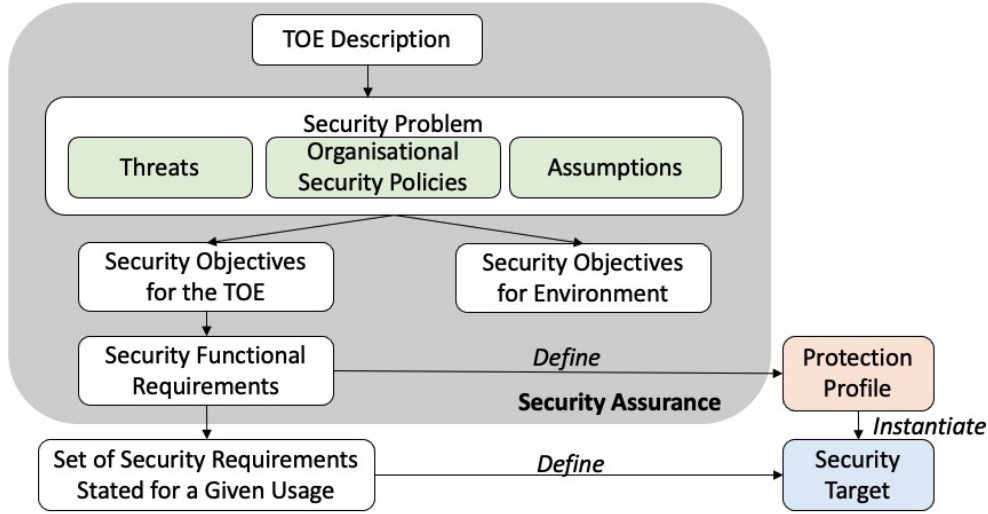 TOE Description
Security Problem
Threats
Organisational
Security Policies
Assumptions
Security Objectives
for the TOE
Security Objectives
for Environment
Security Functional
Requirements
Define
Protection
Profile
Security Assurance
Instantiate
Set of Security Requirements
Stated for a Given Usage
Define
Security
Target